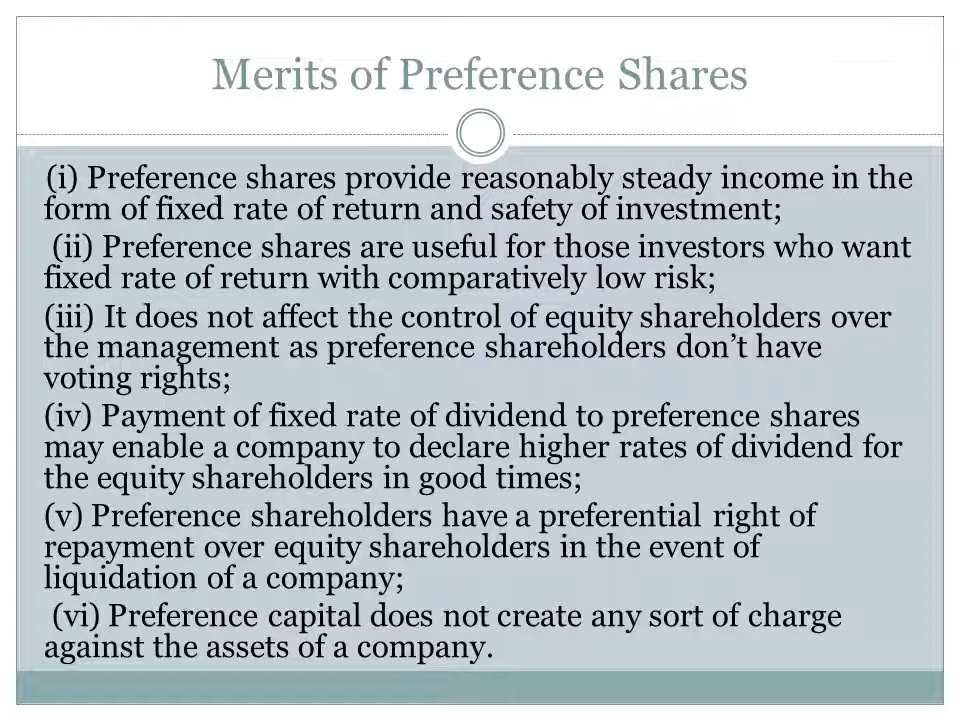 Merits of Preference Shares
(i) Preference shares provide reasonably steady income in the
form of fixed rate of return and safety of investment;
(ii) Preference shares are useful for those investors who want
fixed rate of return with comparatively low risk;
(iii) It does not affect the control of equity shareholders over
the management as preference shareholders don’t have
voting rights;
(iv) Payment of fixed rate of dividend to preference shares
may enable a company to declare higher rates of dividend for
the equity shareholders in good times;
(v) Preference shareholders have a preferential right of
repayment over equity shareholders in the event of
liquidation of a company;
(vi) Preference capital does not create any sort of charge
against the assets of a company.